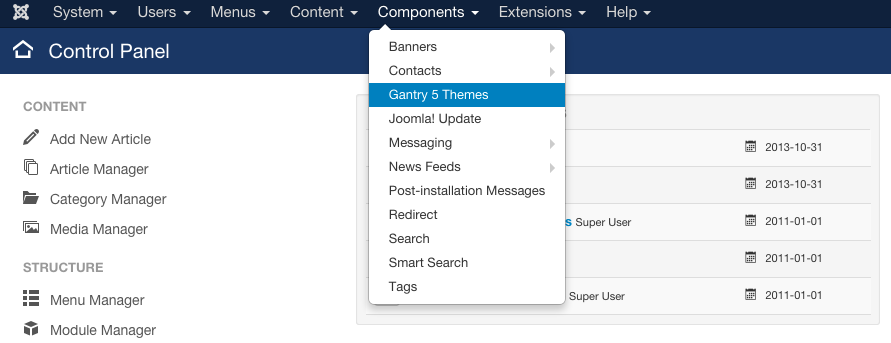 System Users Menus Content Components Extensions Help
Control Panel
CONTENT
Add New Article
Article Manager
Category Manager
Media Manager
STRUCTURE
Menu Manager
Module Manager
Banners
Contacts
Gantry 5 Themes
Joomla! Update
Messaging
News Feeds
Post-installation Messages
Redirect
Search
Smart Search
Tags
2013-10-31
2013-10-31
s Super User 2011-01-01
2011-01-01
Super User 2011-01-01